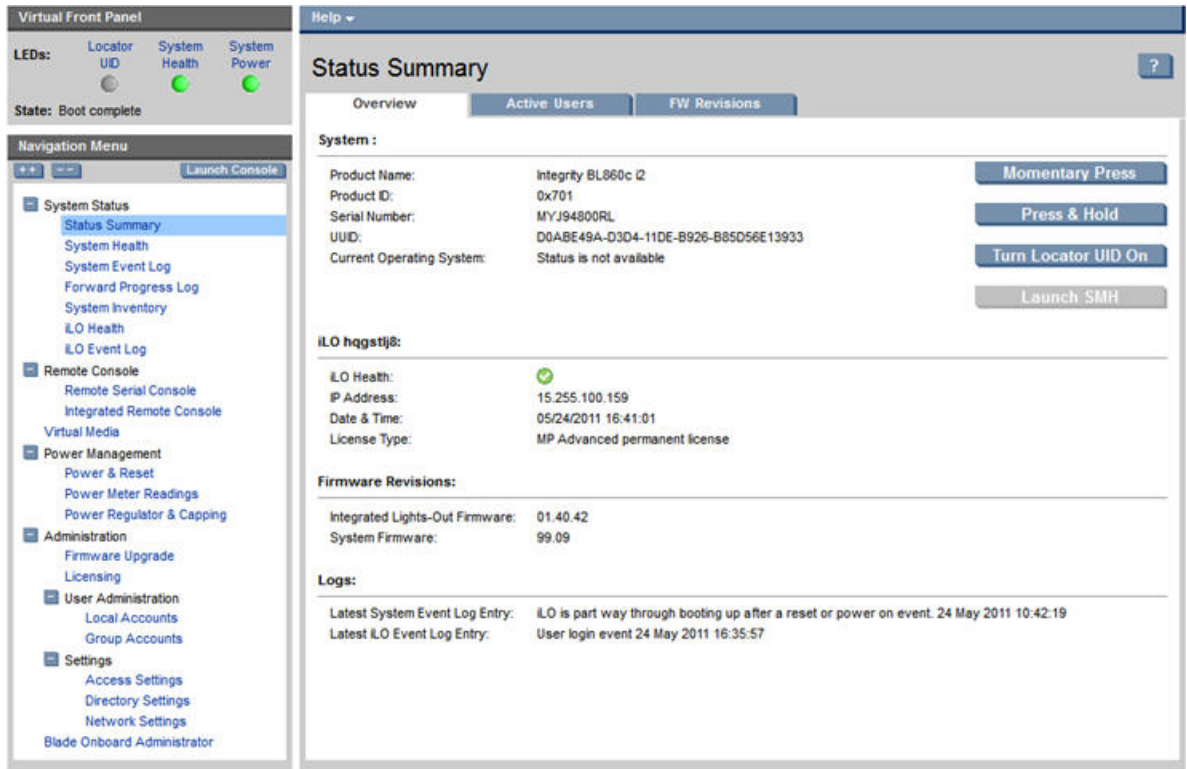 Virtual Front Panel
LEDs:
Locator UID
System Health
System Power
State: Boot complete
Navigation Menu
++ -- Launch Console
System Status
Status Summary
System Health
System Event Log
Forward Progress Log
System Inventory
iLO Health
iLO Event Log
Remote Console
Remote Serial Console
Integrated Remote Console
Virtual Media
Power Management
Power & Reset
Power Meter Readings
Power Regulator & Capping
Administration
Firmware Upgrade
Licensing
User Administration
Local Accounts
Group Accounts
Settings
Access Settings
Directory Settings
Network Settings
Blade Onboard Administrator
Help
Status Summary
?
Overview Active Users FW Revisions
System :
Product Name: Integrity BL860c i2
Product ID: 0x701
Serial Number: MYJ94800RL
UUID: D0ABE49A-D3D4-11DE-B926-B85D56E13933
Current Operating System: Status is not available
Momentary Press
Press & Hold
Turn Locator UID On
Launch SMH
iLO hqgstlj8:
iLO Health:
IP Address: 15.255.100.159
Date & Time: 05/24/2011 16:41:01
License Type: MP Advanced permanent license
Firmware Revisions:
Integrated Lights-Out Firmware: 01.40.42
System Firmware: 99.09
Logs:
Latest System Event Log Entry: iLO is part way through booting up after a reset or power on event. 24 May 2011 10:42:19
Latest iLO Event Log Entry: User login event 24 May 2011 16:35:57